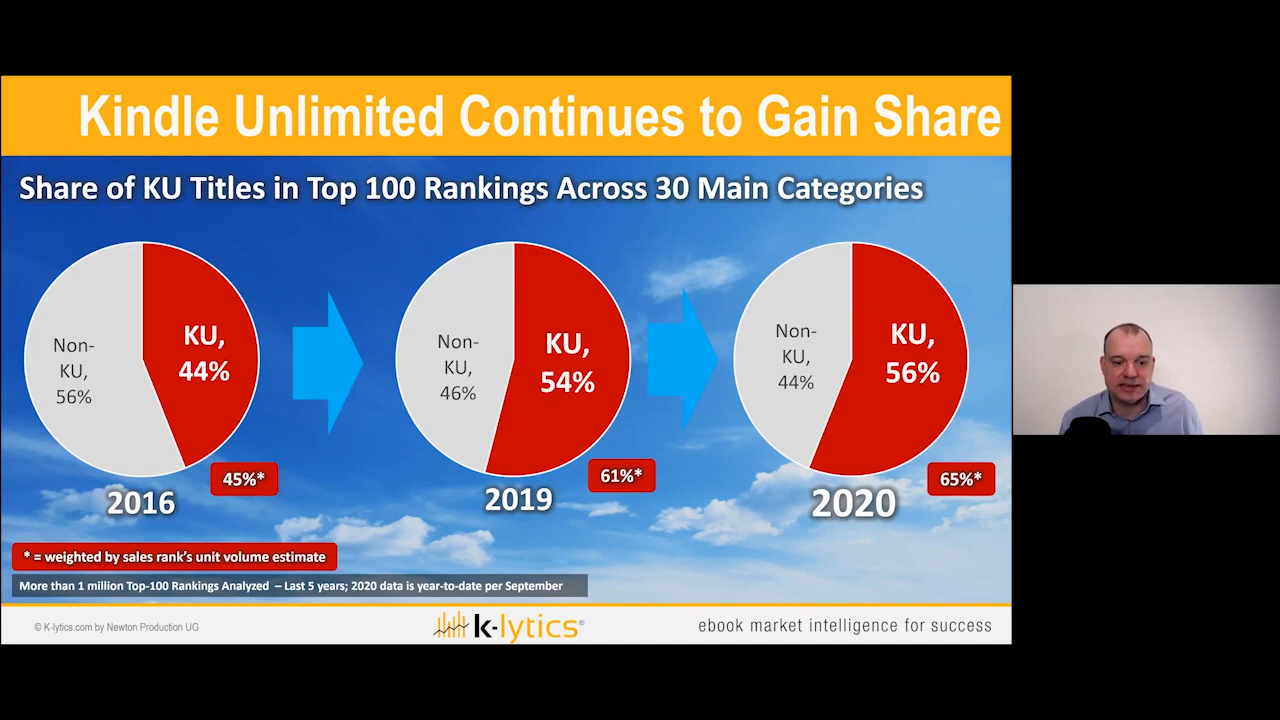 Kindle Unlimited Continues to Gain Share
Share of KU Titles in Top 100 Rankings Across 30 Main Categories
Non-
KU,
56%
KU,
44%
45%*
2016
Non-
KU,
46%
KU,
54%
61%*
2019
Non-
KU,
44%
KU,
56%
65%*
2020
* = weighted by sales rank's unit volume estimate
More than 1 million Top-100 Rankings Analyzed – Last 5 years; 2020 data is year-to-date per September
© K-lytics.com by Newton Production UG
k-lytics®
ebook market intelligence for success